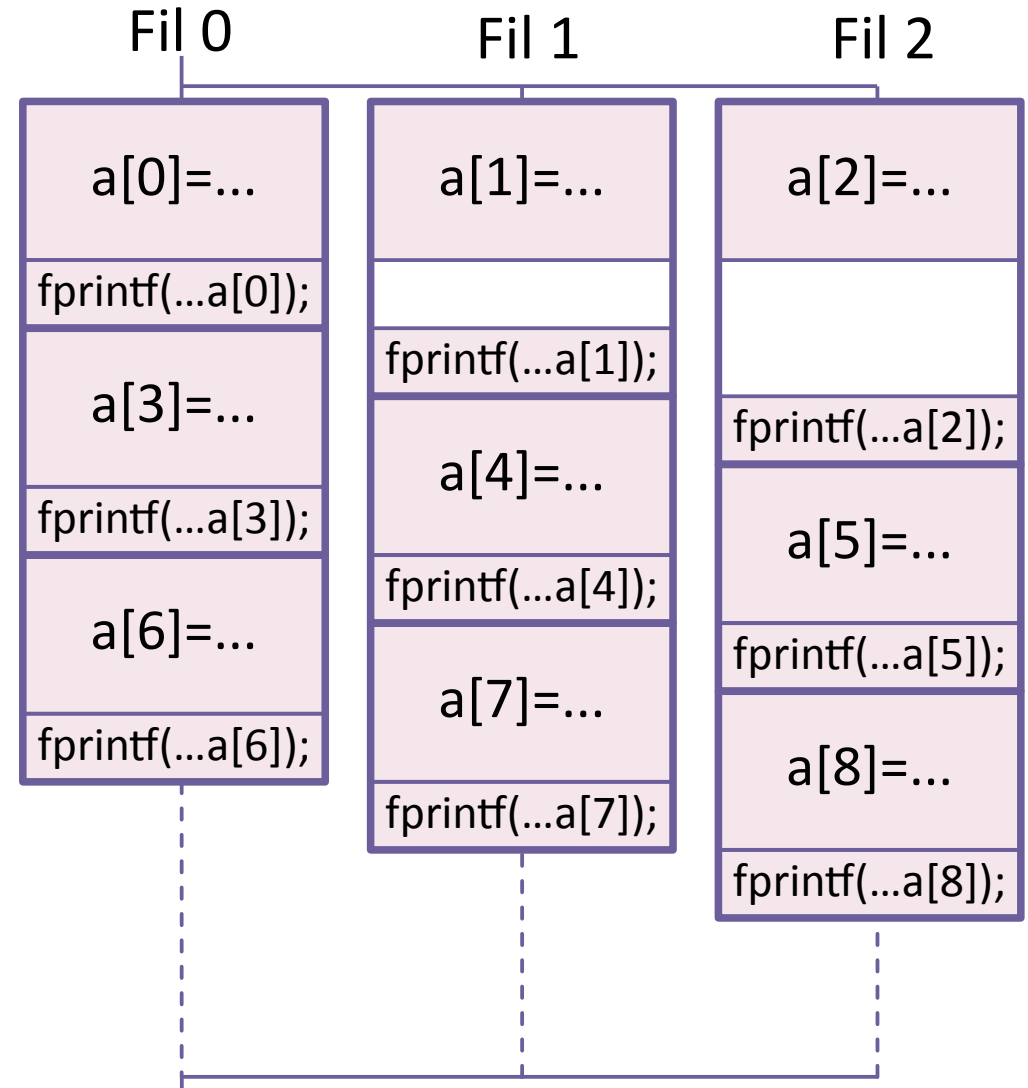 Fil 0
Fil 1
Fil 2
a[0]=...
a[1]=...
a[2]=...
fprintf(...a[0]);
fprintf(...a[1]);
a[3]=...
fprintf(...a[2]);
a[4]=...
fprintf(...a[3]);
a[5]=...
fprintf(...a[4]);
a[6]=...
fprintf(...a[5]);
a[7]=...
fprintf(...a[6]);
a[8]=...
fprintf(...a[7]);
fprintf(...a[8]);